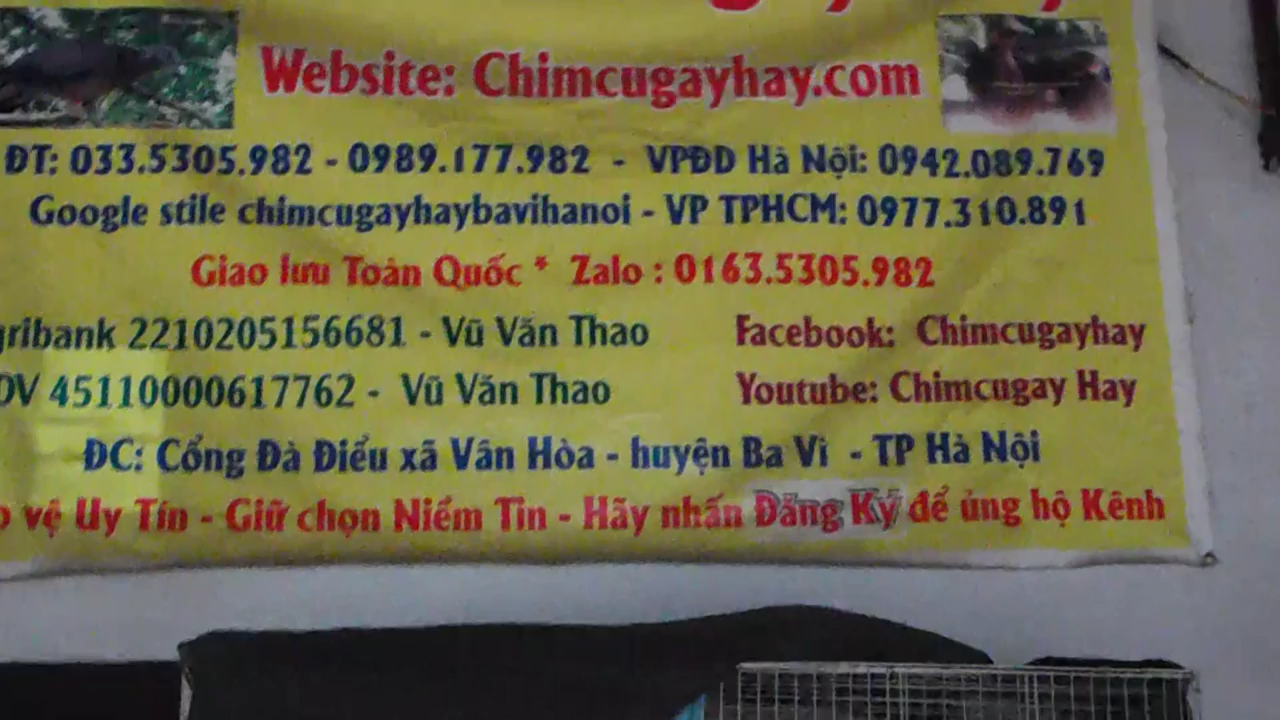 Website: Chimcugayhay.com
ĐT: 033.5305.982 - 0989.177.982 - VPĐD Hà Nội: 0942.089.769
Google stile chimcugayhaybavihanoi - VP TPHCM: 0977.310.891
Giao lưu Toàn Quốc * Zalo : 0163.5305.982
2210205156681 - Vũ Văn Thao Facebook: Chimcugayhay
45110000617762 - Vũ Văn Thao Youtube: Chimcugay Hay
ĐC: Cổng Đà Điểu xã Vân Hòa - huyện Ba Vì - TP Hà Nội
vệ Uy Tín - Giữ chọn Niềm Tin - Hãy nhấn Đăng Ký để ủng hộ Kênh